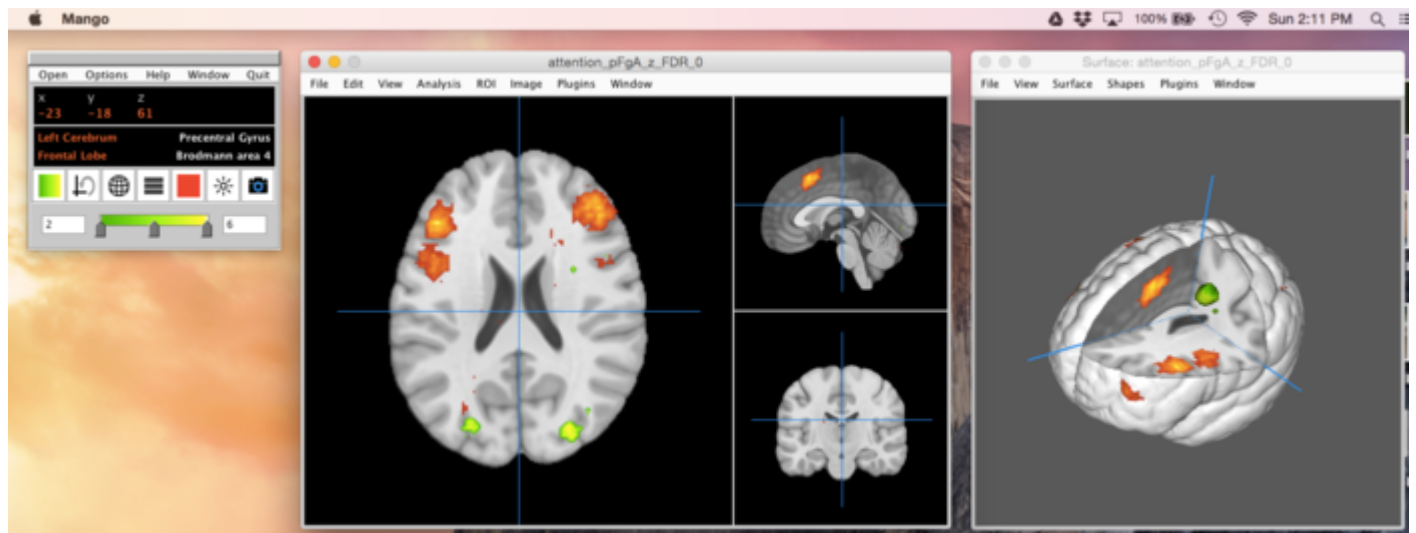 Mango 100% Sun 2:11 PM
Open Options Help Window Quit
x y z
-23 -18 61
Left Cerebrum Precentral Gyrus
Frontal Lobe Brodmann area 4
2 6
attention_pFgA_z_FDR_0
File Edit View Analysis ROI Image Plugins Window
Surface: attention_pFgA_z_FDR_0
File View Surface Shapes Plugins Window